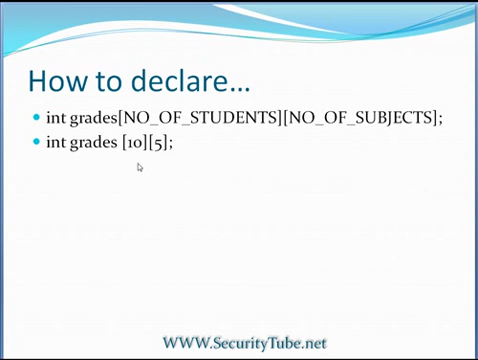 How to declare...
int grades[NO_OF_STUDENTS][NO_OF_SUBJECTS];
int grades [10][5];
WWW.SecurityTube.net